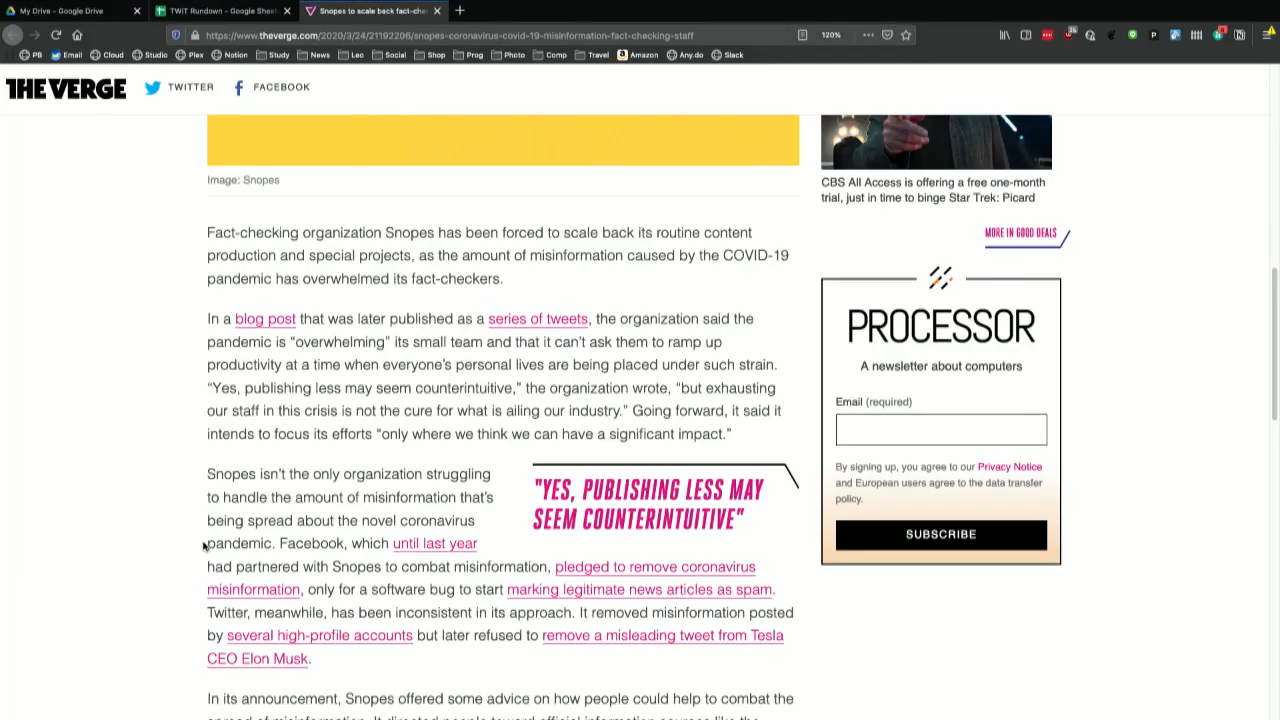 My Drive - Google Drive
TWiT Rundown - Google Sheet
Snopes to scale back fact-che
https://www.theverge.com/2020/3/24/21192206/snopes-coronavirus-covid-19-misinformation-fact-checking-staff
120%
PB
Email
Cloud
Studio
Plex
Notion
Study
News
Leo
Social
Shop
Prog
Photo
Comp
Travel
Amazon
Any.do
Slack
THE VERGE
TWITTER
FACEBOOK
Image: Snopes
Fact-checking organization Snopes has been forced to scale back its routine content
production and special projects, as the amount of misinformation caused by the COVID-19
pandemic has overwhelmed its fact-checkers.
In a blog post that was later published as a series of tweets, the organization said the
pandemic is “overwhelming” its small team and that it can’t ask them to ramp up
productivity at a time when everyone’s personal lives are being placed under such strain.
“Yes, publishing less may seem counterintuitive,” the organization wrote, “but exhausting
our staff in this crisis is not the cure for what is ailing our industry.” Going forward, it said it
intends to focus its efforts “only where we think we can have a significant impact.”
Snopes isn’t the only organization struggling
to handle the amount of misinformation that’s
being spread about the novel coronavirus
pandemic. Facebook, which until last year
had partnered with Snopes to combat misinformation, pledged to remove coronavirus
misinformation, only for a software bug to start marking legitimate news articles as spam.
Twitter, meanwhile, has been inconsistent in its approach. It removed misinformation posted
by several high-profile accounts but later refused to remove a misleading tweet from Tesla
CEO Elon Musk.
"YES, PUBLISHING LESS MAY
SEEM COUNTERINTUITIVE"
In its announcement, Snopes offered some advice on how people could help to combat the
spread of misinformation. It directed people toward official information sources like the
CBS All Access is offering a free one-month
trial, just in time to binge Star Trek: Picard
MORE IN GOOD DEALS
PROCESSOR
A newsletter about computers
Email (required)
By signing up, you agree to our Privacy Notice
and European users agree to the data transfer
policy.
SUBSCRIBE